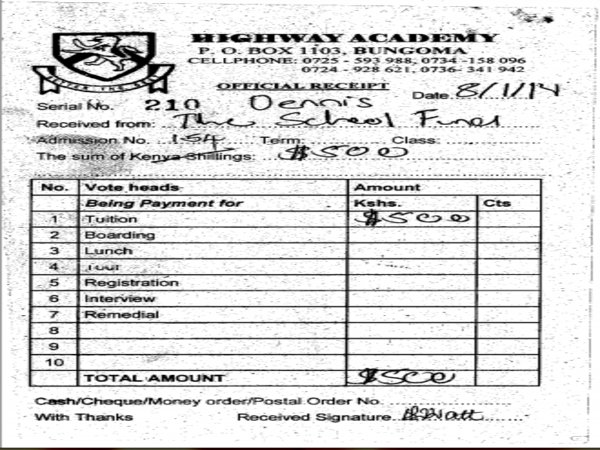 HIGHWAY ACADEMY
P. O. BOX 1103, BUNGOMA
CELLPHONE: 0725 - 593 988, 0734 -158 096
0724 - 928 621, 0736- 341 942
OFFICIAL RECEIPT
Date. 8/1/14
Serial No. 210 Dennis
Received from: The School Fund
Admission No. 154 Term: Class:
The sum of Kenya Shillings: $500
No. Vote heads Amount
Being Payment for Kshs. Cts
1 Tuition $500
2 Boarding
3 Lunch
4 Tour
5 Registration
6 Interview
7 Remedial
8
9
10
TOTAL AMOUNT $500
Cash/Cheque/Money order/Postal Order No.
With Thanks Received Signature